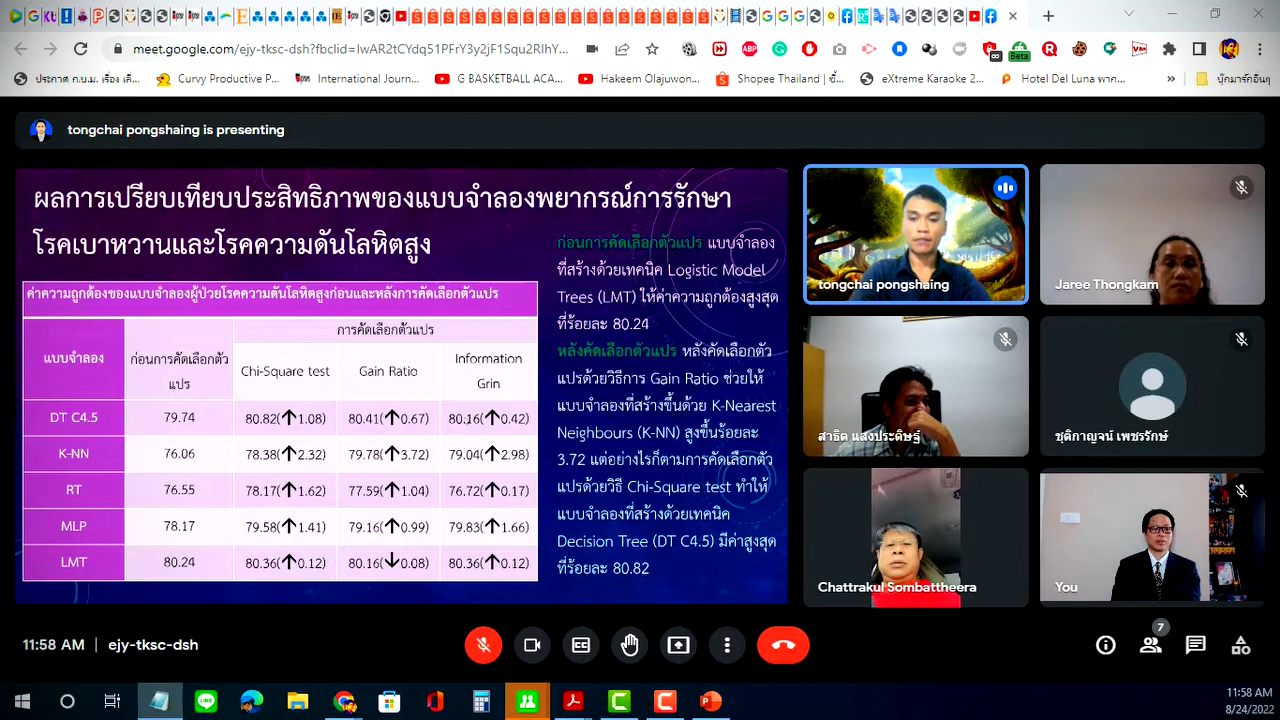 meet.google.com/ejy-tksc-dsh?fbclid=IwAR2tCYdq51PFrY3y2jF1Squ2RIhY...
ประกาศ ก.บ.ม. เรื่อง เลื...
Curvy Productive P...
International Journ...
G BASKETBALL ACA...
Hakeem Olajuwon...
Shopee Thailand | ซื้...
eXtreme Karaoke 2...
Hotel Del Luna พาก...
»
บุ๊กมาร์กอื่นๆ
tongchai pongshaing is presenting
ผลการเปรียบเทียบประสิทธิภาพของแบบจำลองพยากรณ์การรักษา
โรคเบาหวานและโรคความดันโลหิตสูง
ค่าความถูกต้องของแบบจำลองผู้ป่วยโรคความดันโลหิตสูงก่อนและหลังการคัดเลือกตัวแปร
แบบจำลอง
ก่อนการคัดเลือกตัว
แปร
การคัดเลือกตัวแปร
Chi-Square test
Gain Ratio
Information
Grin
DT C4.5 79.74 80.82(↑1.08) 80.41(↑0.67) 80.16(↑0.42)
K-NN 76.06 78.38(↑2.32) 79.78(↑3.72) 79.04(↑2.98)
RT 76.55 78.17(↑1.62) 77.59(↑1.04) 76.72(↑0.17)
MLP 78.17 79.58(↑1.41) 79.16(↑0.99) 79.83(↑1.66)
LMT 80.24 80.36(↑0.12) 80.16(↓0.08) 80.36(↑0.12)
ก่อนการคัดเลือกตัวแปร แบบจำลอง
ที่สร้างด้วยเทคนิค Logistic Model
Trees (LMT) ให้ค่าความถูกต้องสูงสุด
ที่ร้อยละ 80.24
หลังคัดเลือกตัวแปร หลังคัดเลือกตัว
แปรด้วยวิธีการ Gain Ratio ช่วยให้
แบบจำลองที่สร้างขึ้นด้วย K-Nearest
Neighbours (K-NN) สูงขึ้นร้อยละ
3.72 แต่อย่างไรก็ตามการคัดเลือกตัว
แปรด้วยวิธี Chi-Square test ทำให้
แบบจำลองที่สร้างด้วยเทคนิค
Decision Tree (DT C4.5) มีค่าสูงสุด
ที่ร้อยละ 80.82
tongchai pongshaing
Jaree Thongkam
สาธิต แสงประดิษฐ์
ชุติกาญจน์ เพชรรักษ์
Chattrakul Sombattheera
You
11:58 AM | ejy-tksc-dsh
7
11:58 AM
8/24/2022